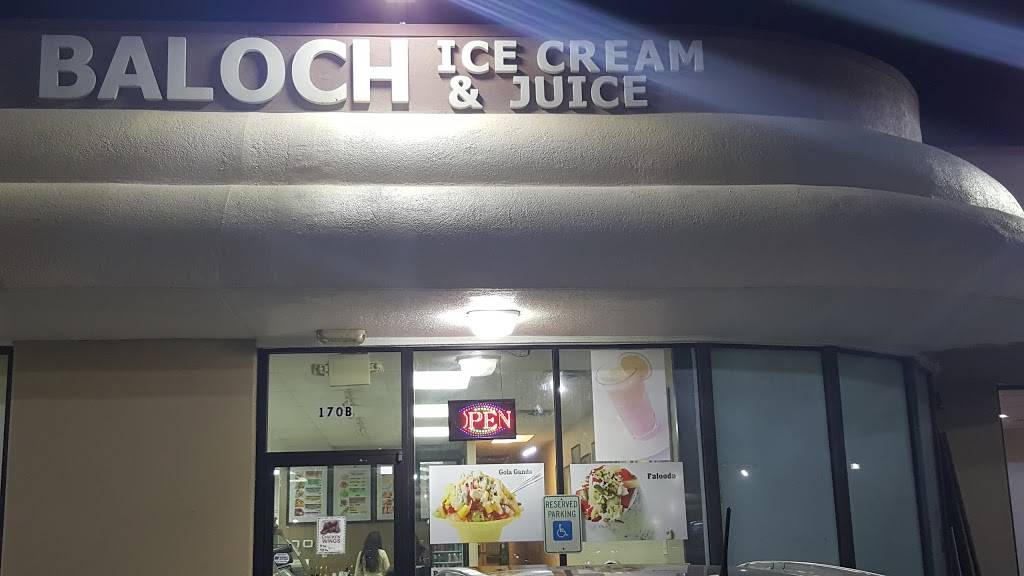 BALOCH
ICE CREAM
& JUICE
170B
OPEN
Gola Ganda
Falooda
RESERVED
PARKING
CHICKEN
WINGS